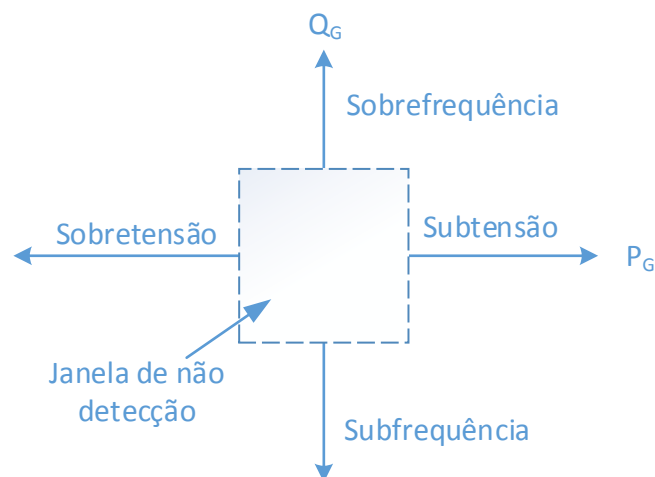 Q_G
Sobrefrequência
Sobretensão
Subtensão
P_G
Janela de não
detecção
Subfrequência